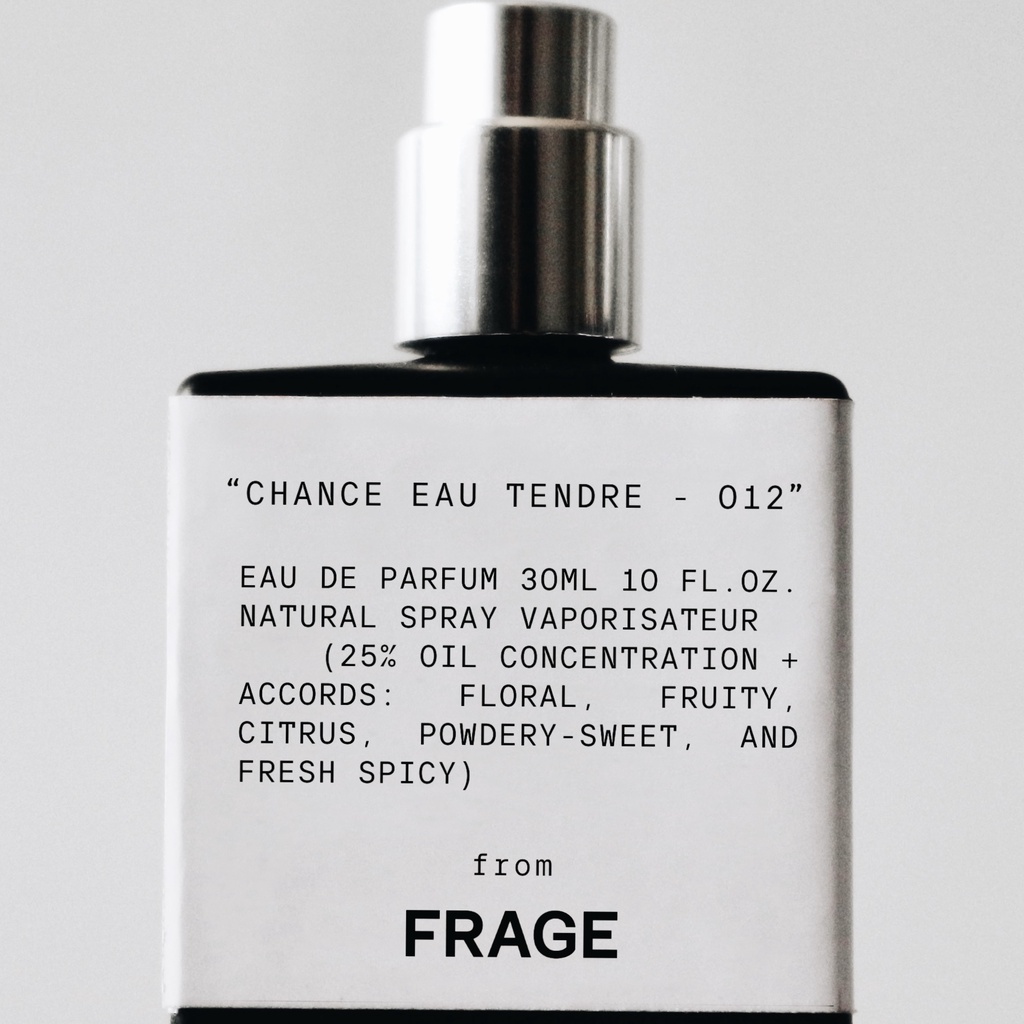 “CHANCE EAU TENDRE - 012”
EAU DE PARFUM 30ML 10 FL.OZ.
NATURAL SPRAY VAPORISATEUR
(25% OIL CONCENTRATION +
ACCORDS: FLORAL, FRUITY,
CITRUS, POWDERY-SWEET, AND
FRESH SPICY)
from
FRAGE